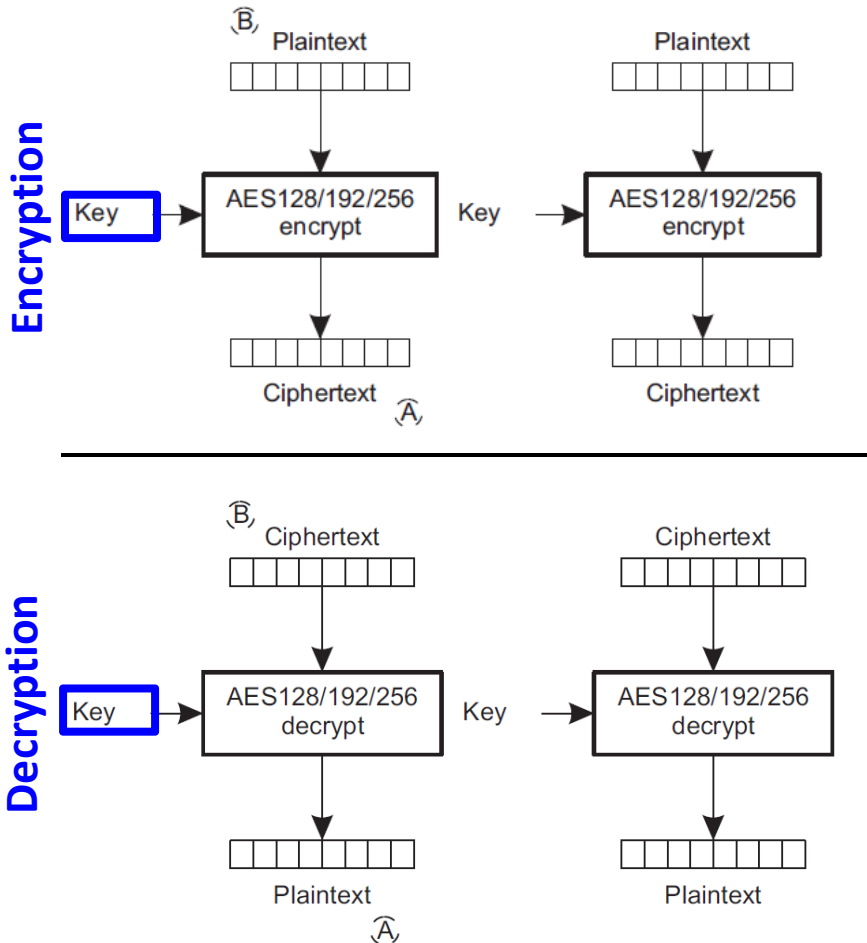 Encryption
B
Plaintext
Plaintext
Key
AES128/192/256
encrypt
Key
AES128/192/256
encrypt
Ciphertext
A
Ciphertext
Decryption
B
Ciphertext
Ciphertext
Key
AES128/192/256
decrypt
Key
AES128/192/256
decrypt
Plaintext
A
Plaintext